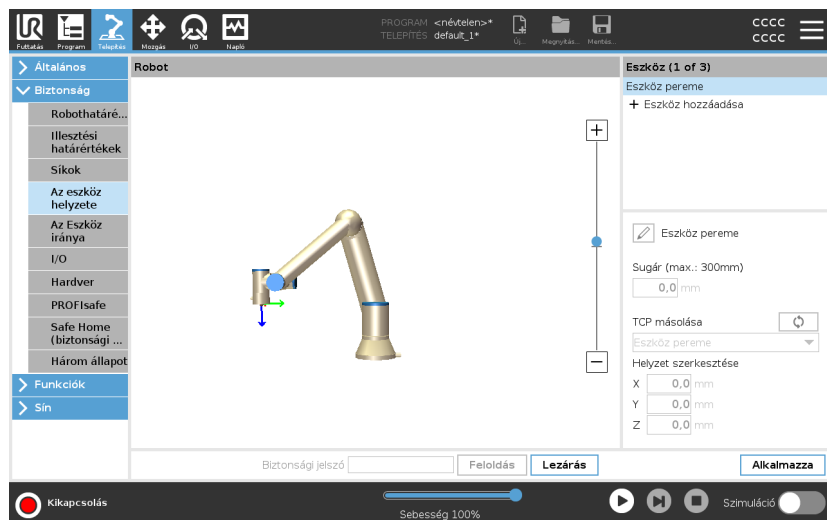 Futtatás
Program
Telepítés
Mozgás
I/O
Napló
PROGRAM <névtelen>*
TELEPÍTÉS default_1*
Új...
Megnyitás...
Mentés...
CCCC
CCCC
Általános
Biztonság
Robothatáré...
Illesztési
határértékek
Síkok
Az eszköz
helyzete
Az Eszköz
iránya
I/O
Hardver
PROFIsafe
Safe Home
(biztonsági ...
Három állapot
Funkciók
Sín
Robot
Eszköz (1 of 3)
Eszköz pereme
+ Eszköz hozzáadása
Eszköz pereme
Sugár (max.: 300mm)
0,0 mm
TCP másolása
Eszköz pereme
Helyzet szerkesztése
X 0,0 mm
Y 0,0 mm
Z 0,0 mm
Biztonsági jelszó
Feloldás
Lezárás
Alkalmazza
Kikapcsolás
Sebesség 100%
Szimuláció